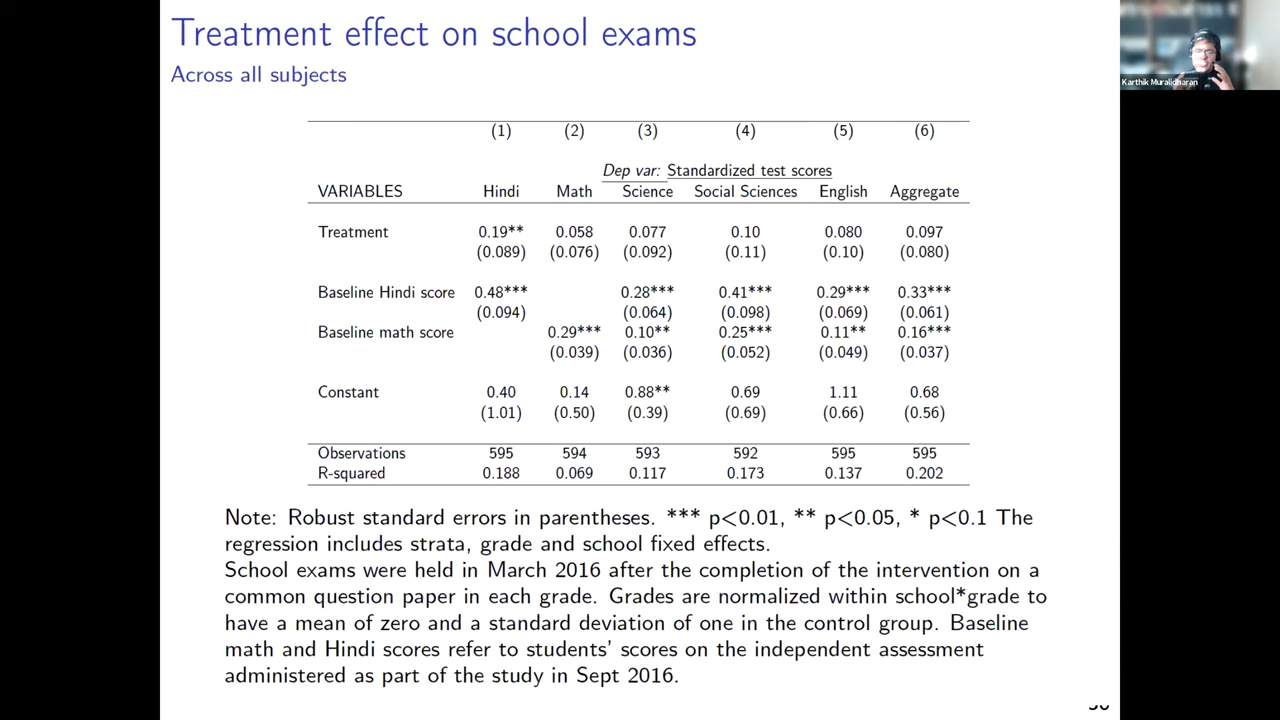 Treatment effect on school exams
Across all subjects
Karthik Muralidharan
(1) (2) (3) (4) (5) (6)
Dep var: Standardized test scores
VARIABLES Hindi Math Science Social Sciences English Aggregate
Treatment 0.19** 0.058 0.077 0.10 0.080 0.097
(0.089) (0.076) (0.092) (0.11) (0.10) (0.080)
Baseline Hindi score 0.48*** 0.28*** 0.41*** 0.29*** 0.33***
(0.094) (0.064) (0.098) (0.069) (0.061)
Baseline math score 0.29*** 0.10** 0.25*** 0.11** 0.16***
(0.039) (0.036) (0.052) (0.049) (0.037)
Constant 0.40 0.14 0.88** 0.69 1.11 0.68
(1.01) (0.50) (0.39) (0.69) (0.66) (0.56)
Observations 595 594 593 592 595 595
R-squared 0.188 0.069 0.117 0.173 0.137 0.202
Note: Robust standard errors in parentheses. *** p<0.01, ** p<0.05, * p<0.1 The
regression includes strata, grade and school fixed effects.
School exams were held in March 2016 after the completion of the intervention on a
common question paper in each grade. Grades are normalized within school*grade to
have a mean of zero and a standard deviation of one in the control group. Baseline
math and Hindi scores refer to students' scores on the independent assessment
administered as part of the study in Sept 2016.